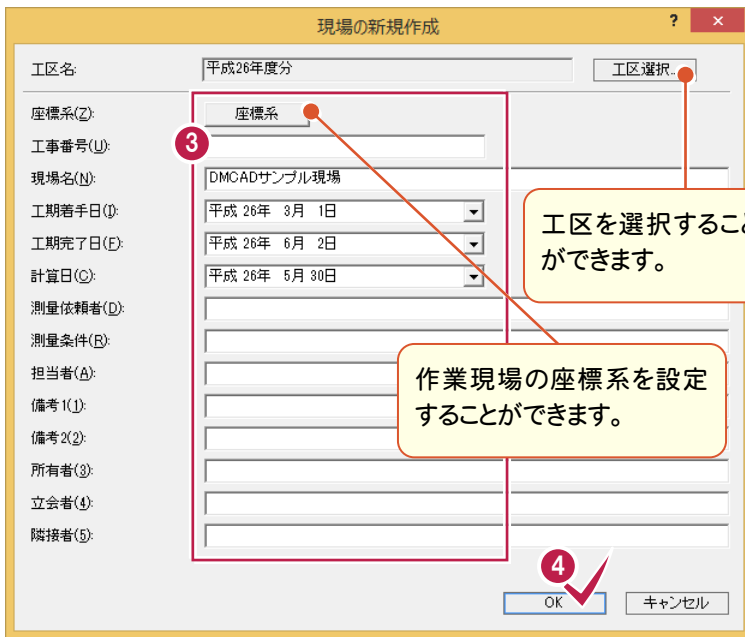 現場の新規作成
? ×
工区名: 平成26年度分 工区選択...
座標系(Z): 座標系
3
工事番号(U):
現場名(N): DMCADサンプル現場
工期着手日(I): 平成 26年 3月 1日
工期完了日(F): 平成 26年 6月 2日
計算日(C): 平成 26年 5月 30日
測量依頼者(D):
測量条件(R):
担当者(A):
備考1(1):
備考2(2):
所有者(3):
立会者(4):
隣接者(5):
工区を選択すること
ができます。
作業現場の座標系を設定
することができます。
4
OK キャンセル